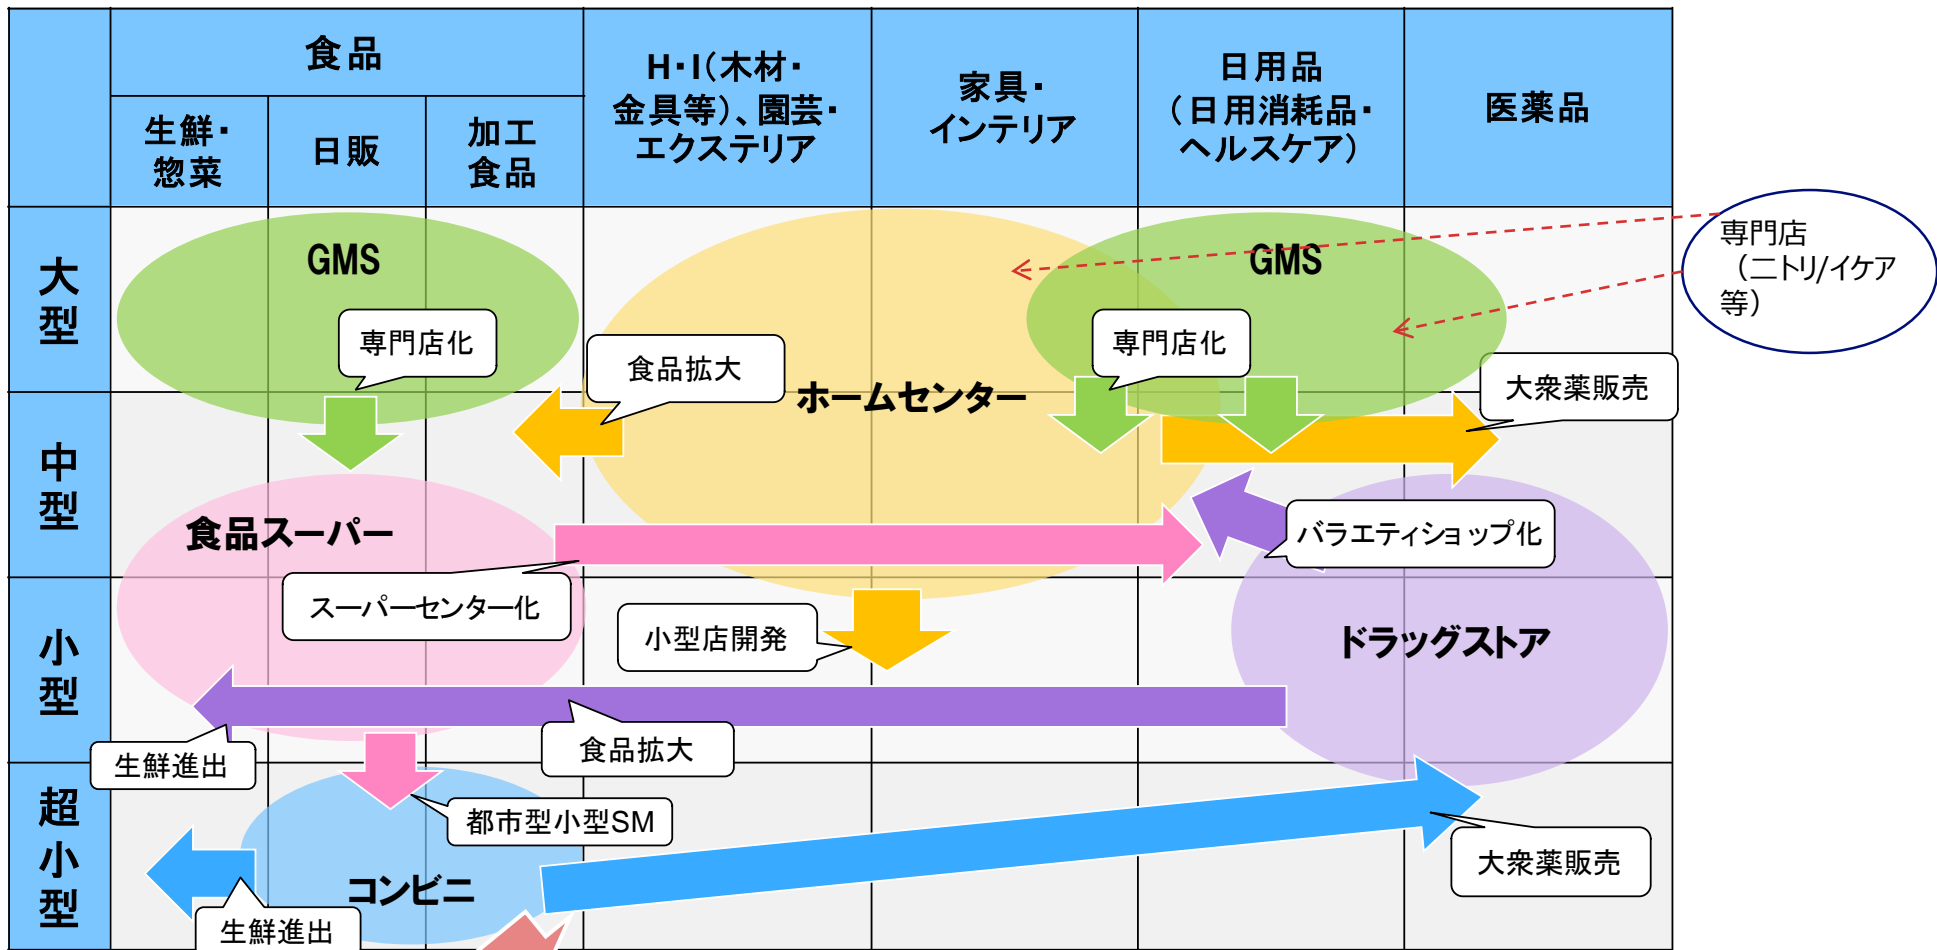 食品
H・I(木材・
金具等)、園芸・
エクステリア
家具・
インテリア
日用品
(日用消耗品・
ヘルスケア)
医薬品
生鮮・
惣菜
日販
加工
食品
大型
GMS
GMS
専門店
(ニトリ/イケア
等)
専門店化
専門店化
食品拡大
大衆薬販売
ホームセンター
中型
食品スーパー
バラエティショップ化
スーパーセンター化
小型
小型店開発
ドラッグストア
生鮮進出
食品拡大
超小型
都市型小型SM
大衆薬販売
コンビニ
生鮮進出